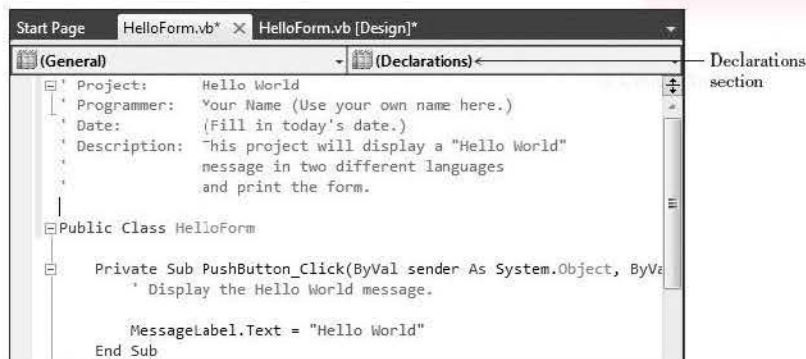 Start Page HelloForm.vb* × HelloForm.vb [Design]*
(General) (Declarations)
Declarations
section
' Project: Hello World
' Programmer: Your Name (Use your own name here.)
' Date: (Fill in today's date.)
' Description: This project will display a "Hello World"
' message in two different languages
' and print the form.
Public Class HelloForm
Private Sub PushButton_Click(ByVal sender As System.Object, ByVa
' Display the Hello World message.
MessageLabel.Text = "Hello World"
End Sub